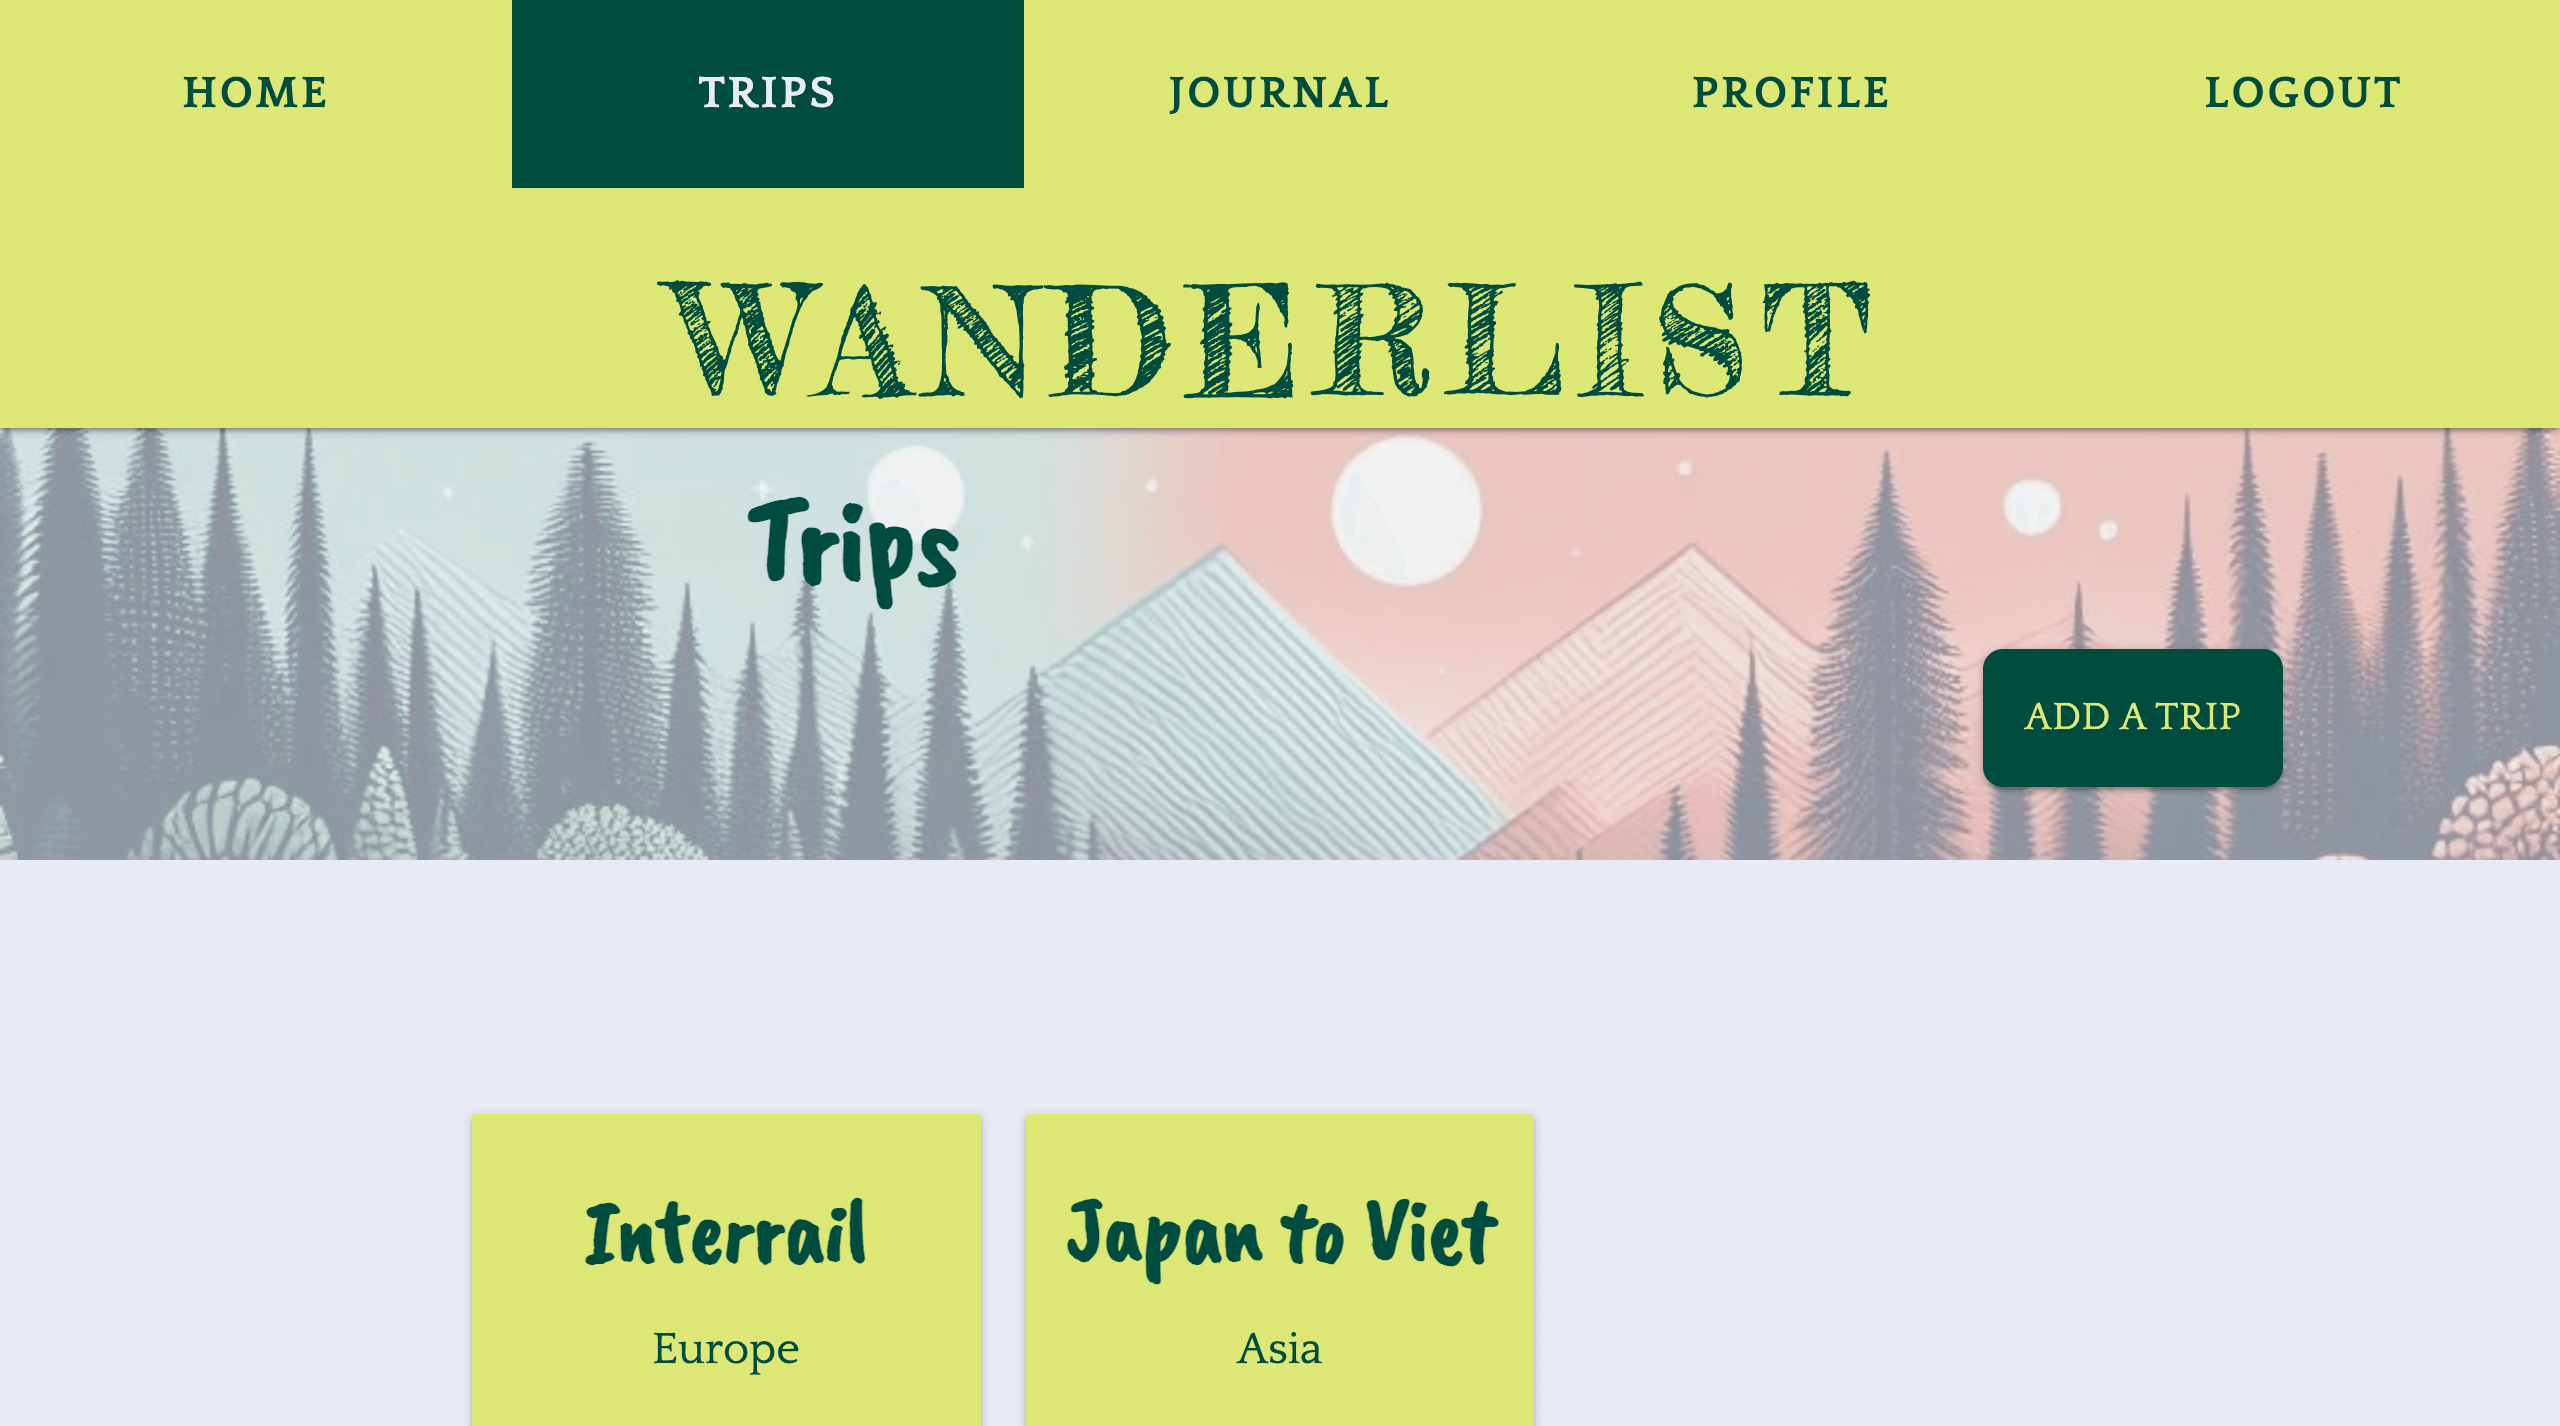 HOME TRIPS JOURNAL PROFILE LOGOUT
WANDERLIST
Trips
ADD A TRIP
Interrail
Europe
Japan to Viet
Asia